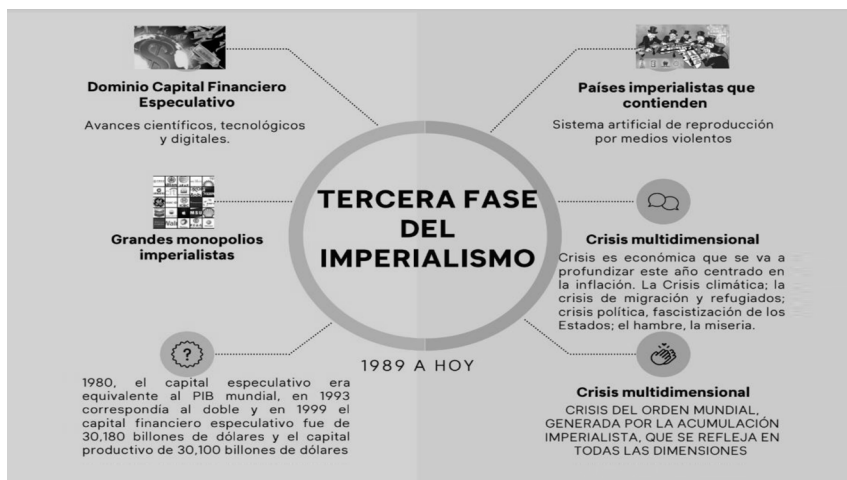 Dominio Capital Financiero
Especulativo
Avances científicos, tecnológicos
y digitales.
Grandes monopolios
imperialistas
1980, el capital especulativo era
equivalente al PIB mundial, en 1993
correspondía al doble y en 1999 el
capital financiero especulativo fue de
30,180 billones de dólares y el capital
productivo de 30,100 billones de dólares
TERCERA FASE
DEL
IMPERIALISMO
1989 A HOY
Países imperialistas que
contienden
Sistema artificial de reproducción
por medios violentos
Crisis multidimensional
Crisis es económica que se va a
profundizar este año centrado en
la inflación. La Crisis climática; la
crisis de migración y refugiados;
crisis política, fascistización de los
Estados; el hambre, la miseria.
Crisis multidimensional
CRISIS DEL ORDEN MUNDIAL,
GENERADA POR LA ACUMULACIÓN
IMPERIALISTA, QUE SE REFLEJA EN
TODAS LAS DIMENSIONES